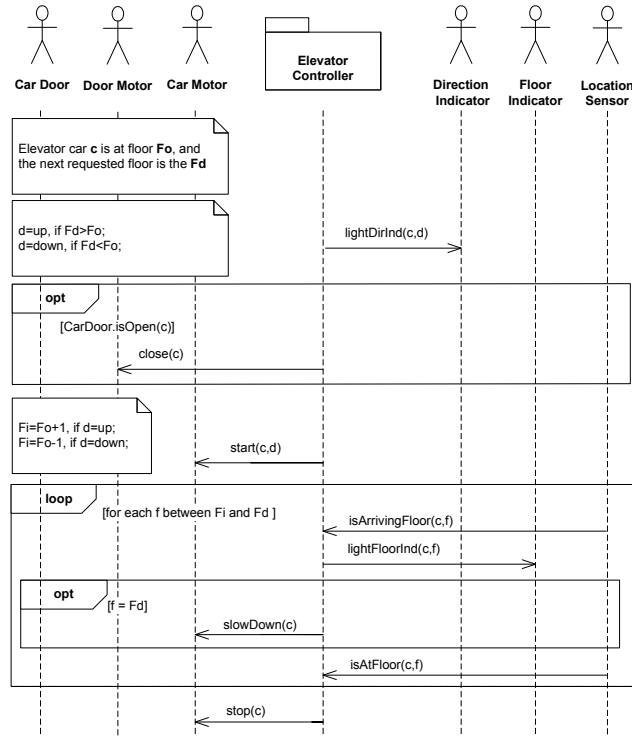 Elevator
Controller
Car Door
Door Motor
Car Motor
Direction
Indicator
Floor
Indicator
Location
Sensor
Elevator car c is at floor Fo, and
the next requested floor is the Fd
d=up, if Fd>Fo;
d=down, if Fd<Fo;
lightDirInd(c,d)
opt
[CarDoor.isOpen(c)]
close(c)
Fi=Fo+1, if d=up;
Fi=Fo-1, if d=down;
start(c,d)
loop
[for each f between Fi and Fd ]
isArrivingFloor(c,f)
lightFloorInd(c,f)
opt
[f = Fd]
slowDown(c)
isAtFloor(c,f)
stop(c)